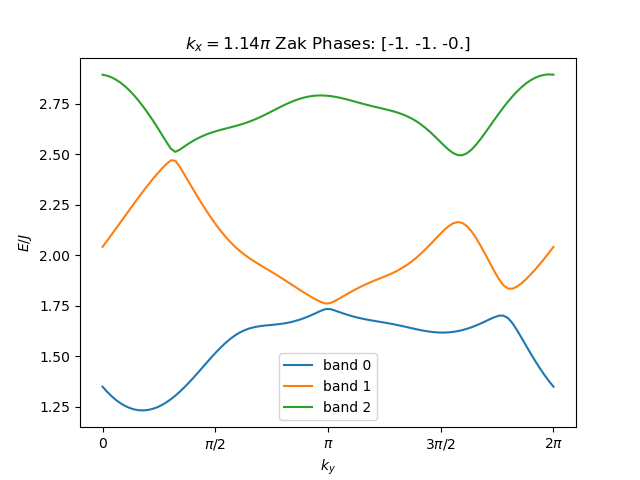 $k_x = 1.14\pi$ Zak Phases: [-1. -1. -0.]
E/J
2.75
2.50
2.25
2.00
1.75
1.50
1.25
band 0
band 1
band 2
0
π/2
π
3π/2
2π
$k_y$